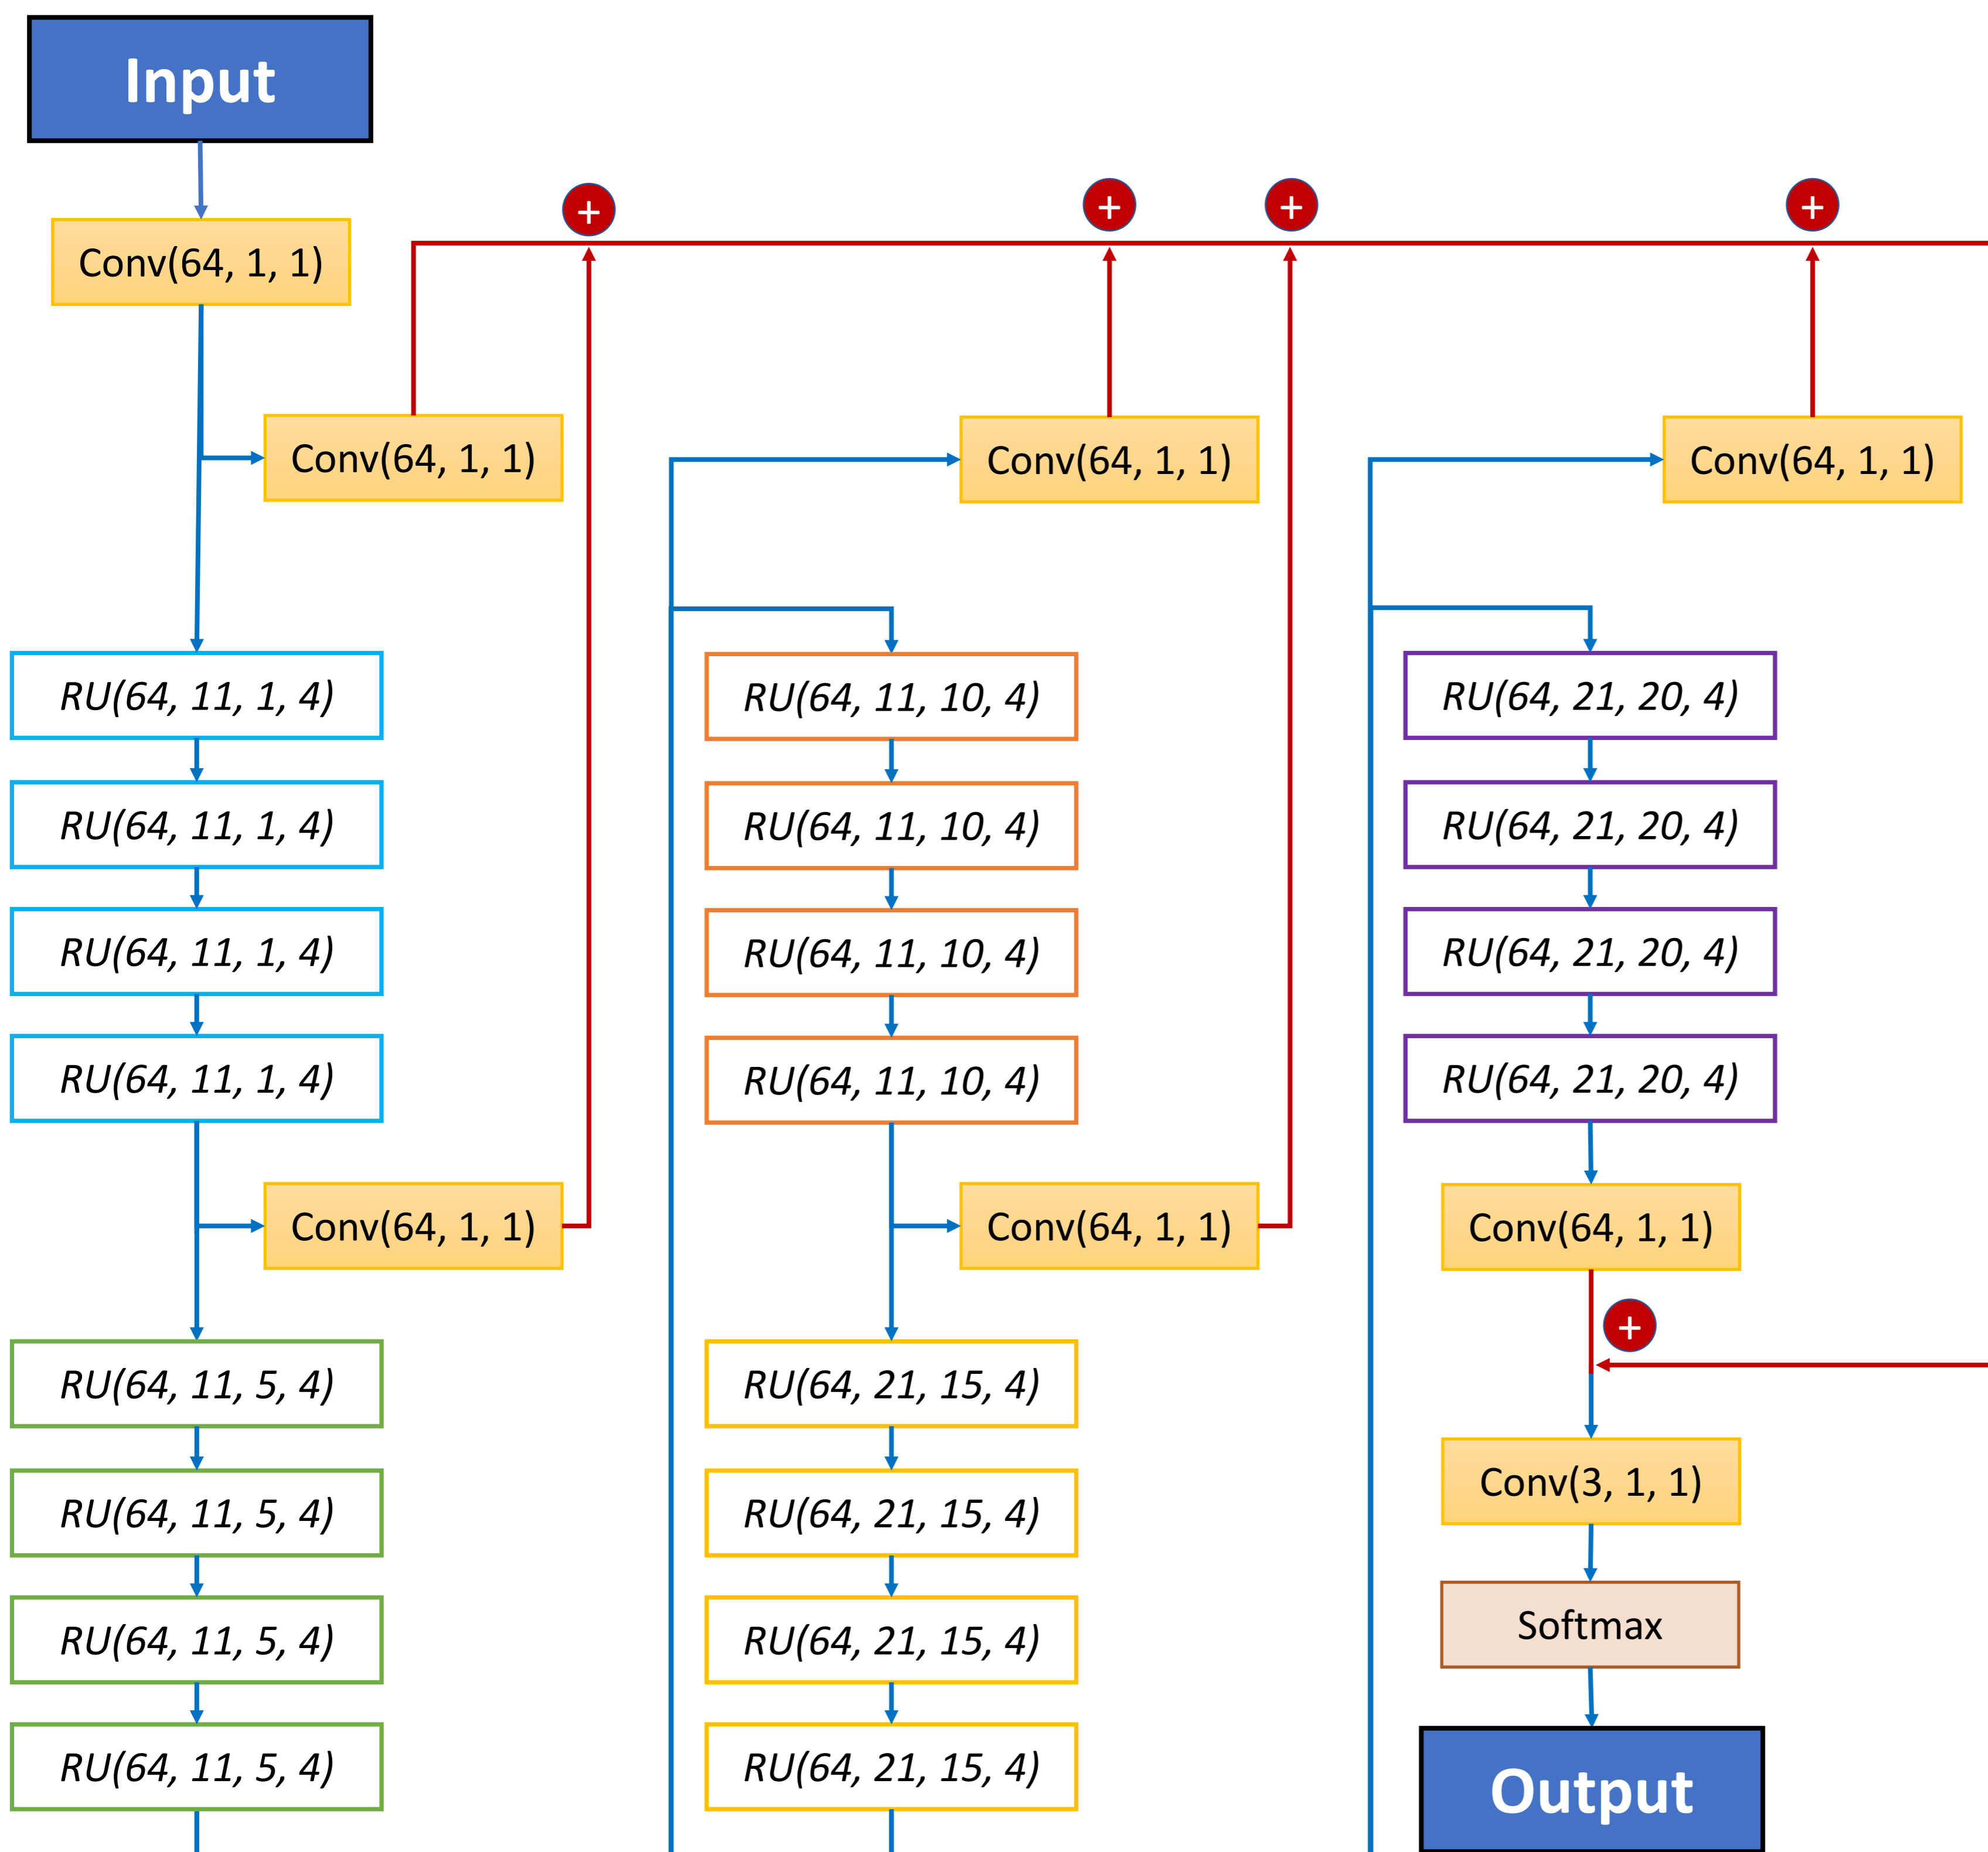 Input
Conv(64, 1, 1)
Conv(64, 1, 1)
RU(64, 11, 1, 4)
RU(64, 11, 1, 4)
RU(64, 11, 1, 4)
RU(64, 11, 1, 4)
Conv(64, 1, 1)
RU(64, 11, 5, 4)
RU(64, 11, 5, 4)
RU(64, 11, 5, 4)
RU(64, 11, 5, 4)
+
+
+
+
Conv(64, 1, 1)
RU(64, 11, 10, 4)
RU(64, 11, 10, 4)
RU(64, 11, 10, 4)
RU(64, 11, 10, 4)
Conv(64, 1, 1)
RU(64, 21, 15, 4)
RU(64, 21, 15, 4)
RU(64, 21, 15, 4)
RU(64, 21, 15, 4)
Conv(64, 1, 1)
RU(64, 21, 20, 4)
RU(64, 21, 20, 4)
RU(64, 21, 20, 4)
RU(64, 21, 20, 4)
Conv(64, 1, 1)
+
Conv(3, 1, 1)
Softmax
Output